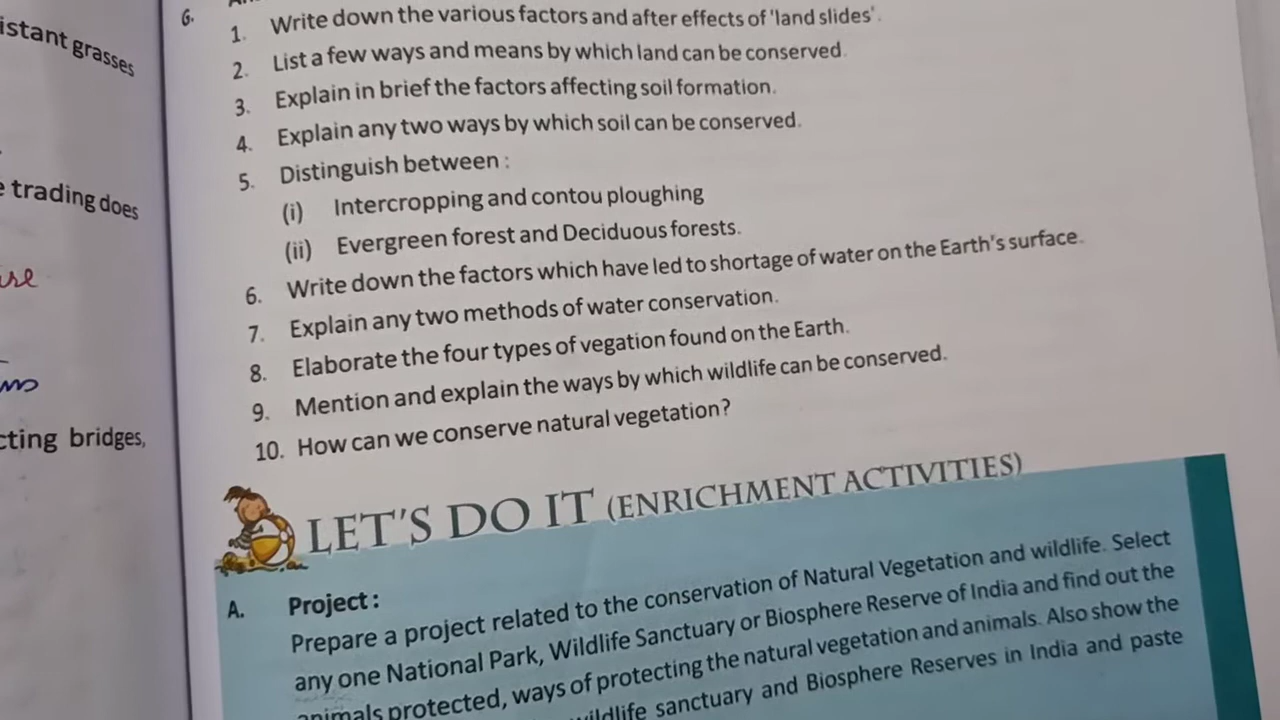 istant grasses
e trading does
cting bridges,
6.
1. Write down the various factors and after effects of 'land slides'.
2. List a few ways and means by which land can be conserved.
3. Explain in brief the factors affecting soil formation.
4. Explain any two ways by which soil can be conserved.
5. Distinguish between :
(i) Intercropping and contou ploughing
(ii) Evergreen forest and Deciduous forests.
6. Write down the factors which have led to shortage of water on the Earth's surface.
7. Explain any two methods of water conservation.
8. Elaborate the four types of vegation found on the Earth.
9. Mention and explain the ways by which wildlife can be conserved.
10. How can we conserve natural vegetation?
LET'S DO IT (ENRICHMENT ACTIVITIES)
A. Project :
Prepare a project related to the conservation of Natural Vegetation and wildlife. Select
any one National Park, Wildlife Sanctuary or Biosphere Reserve of India and find out the
animals protected, ways of protecting the natural vegetation and animals. Also show the
wildlife sanctuary and Biosphere Reserves in India and paste